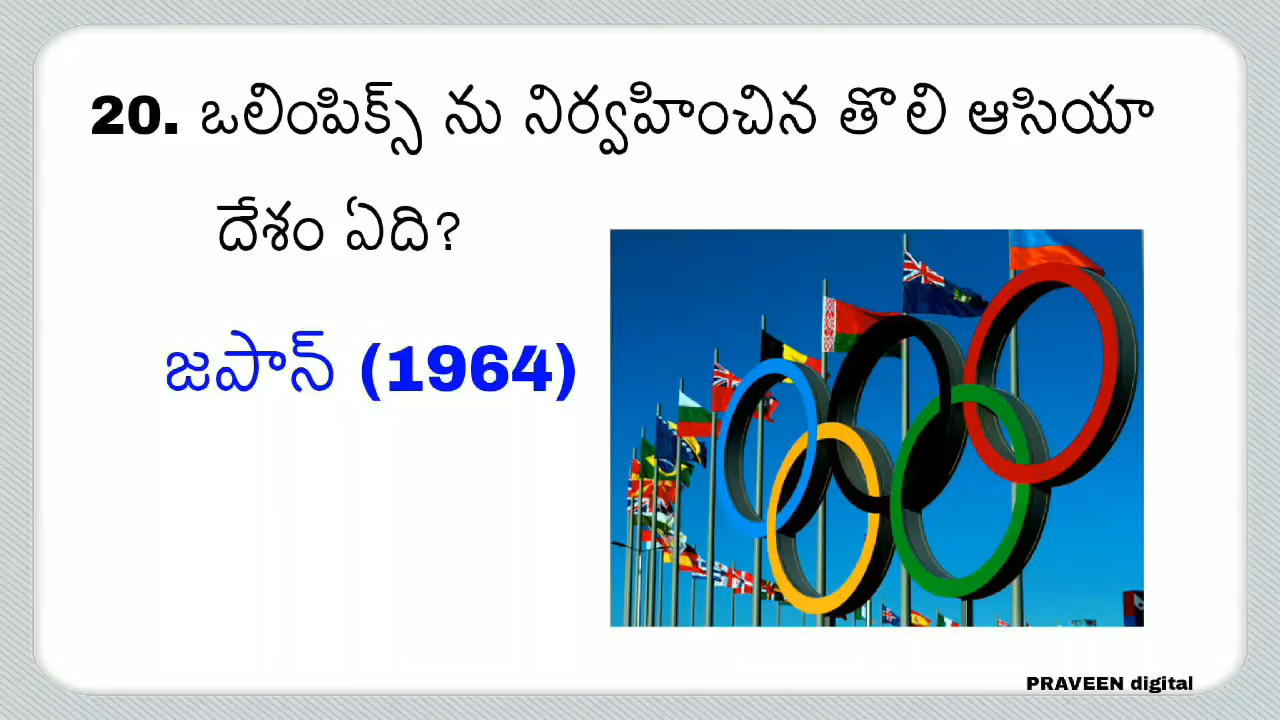 20. ఒలింపిక్స్ ను నిర్వహించిన తొలి ఆసియా
దేశం ఏది?
జపాన్ (1964)
PRAVEEN digital